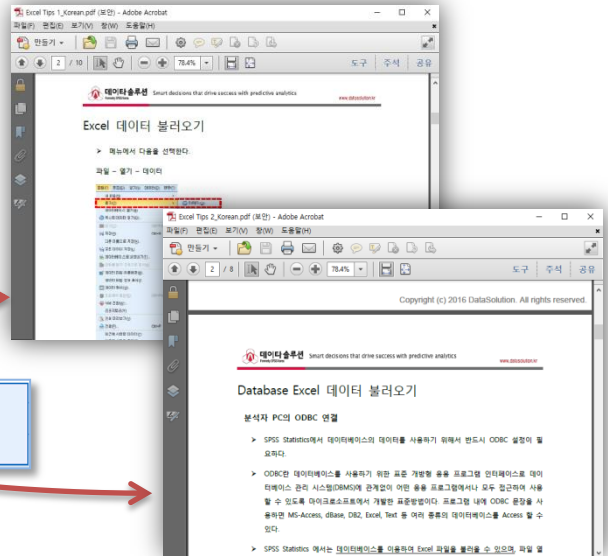 Excel Tips 1_Korean.pdf (보안) - Adobe Acrobat
파일(F) 편집(E) 보기(V) 창(W) 도움말(H)
만들기
2 / 10 78.4% 도구 주석 공유
데이타솔루션 Smart decisions that drive success with predictive analytics
www.datasolution.kr
Excel 데이터 불러오기
➤ 메뉴에서 다음을 선택한다.
파일 – 열기 – 데이터
Excel Tips 2_Korean.pdf (보안) - Adobe Acrobat
파일(F) 편집(E) 보기(V) 창(W) 도움말(H)
만들기
2 / 8 78.4% 도구 주석 공유
Copyright (c) 2016 DataSolution. All rights reserved.
데이타솔루션 Smart decisions that drive success with predictive analytics
www.datasolution.kr
Database Excel 데이터 불러오기
분석자 PC의 ODBC 연결
➤ SPSS Statistics에서 데이터베이스의 데이터를 사용하기 위해서 반드시 ODBC 설정이 필
요하다.
➤ ODBC란 데이터베이스를 사용하기 위한 표준 개방형 응용 프로그램 인터페이스로 데이
터베이스 관리 시스템(DBMS)에 관계없이 어떤 응용 프로그램에서나 모두 접근하여 사용
할 수 있도록 마이크로소프트에서 개발한 표준방법이다. 프로그램 내에 ODBC 문장을 사
용하면 MS-Access, dBase, DB2, Excel, Text 등 여러 종류의 데이터베이스를 Access 할 수
있다.
➤ SPSS Statistics 에서는 데이터베이스를 이용하여 Excel 파일을 불러올 수 있으며, 파일 열